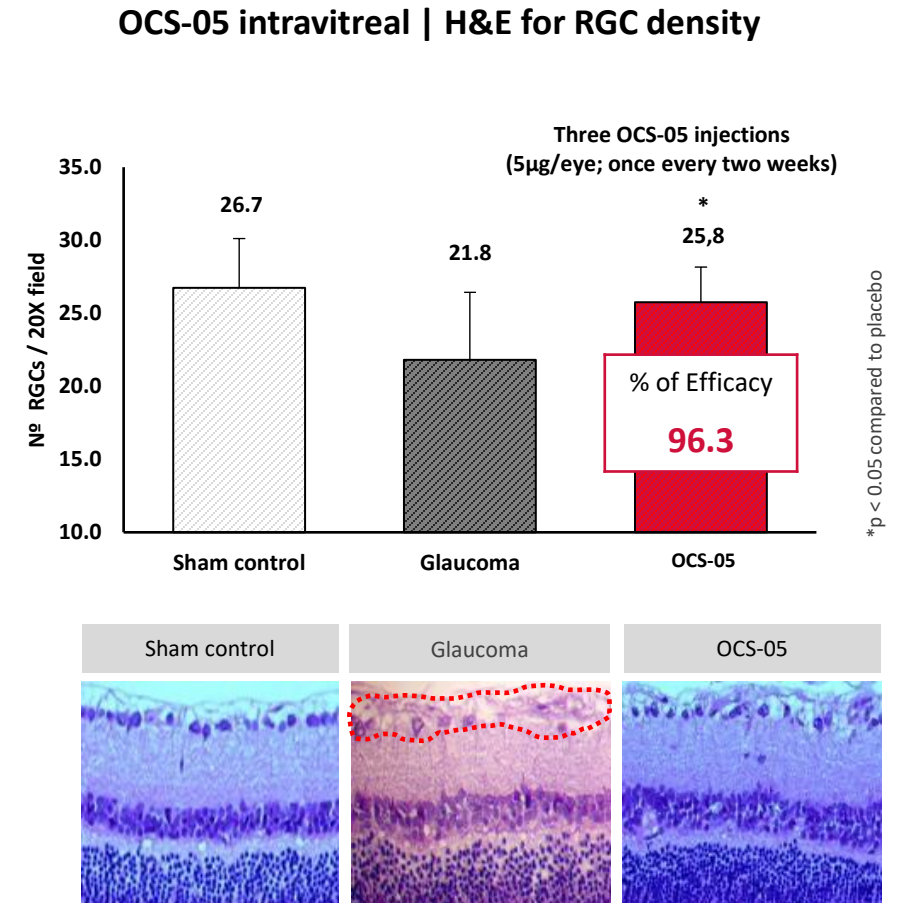 OCS-05 intravitreal | H&E for RGC density
Three OCS-05 injections
(5µg/eye; once every two weeks)
35.0
30.0
25.0
20.0
15.0
10.0
Nº RGCs / 20X field
26.7
21.8
*
25,8
% of Efficacy
96.3
Sham control
Glaucoma
OCS-05
*p < 0.05 compared to placebo
Sham control
Glaucoma
OCS-05